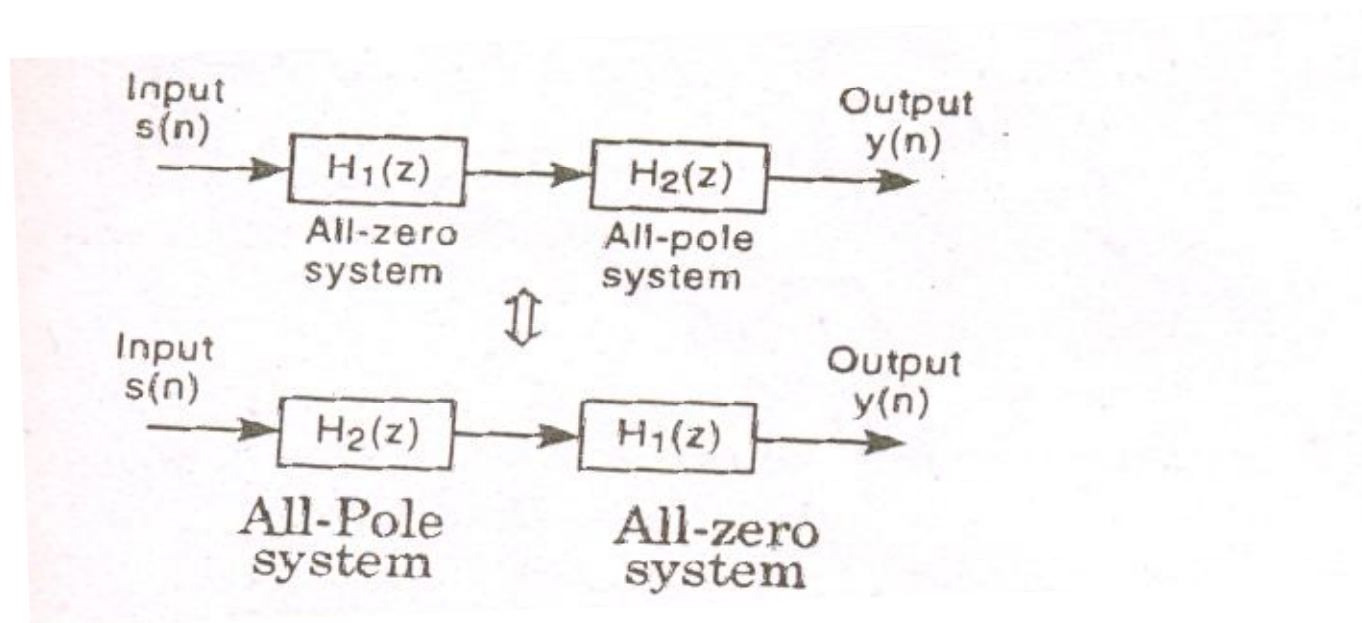 Input
s(n)
H1(z)
All-zero
system
H2(z)
All-pole
system
Output
y(n)
Input
s(n)
H2(z)
All-Pole
system
H1(z)
All-zero
system
Output
y(n)